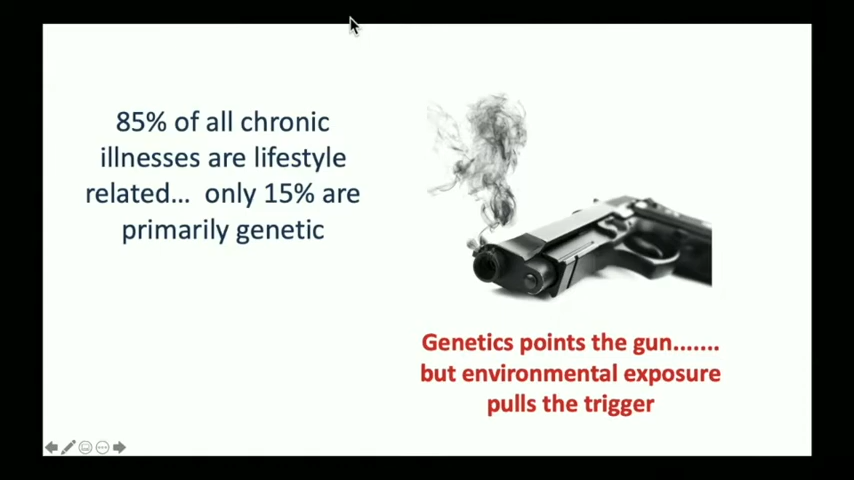 85% of all chronic
illnesses are lifestyle
related... only 15% are
primarily genetic
Genetics points the gun.......
but environmental exposure
pulls the trigger